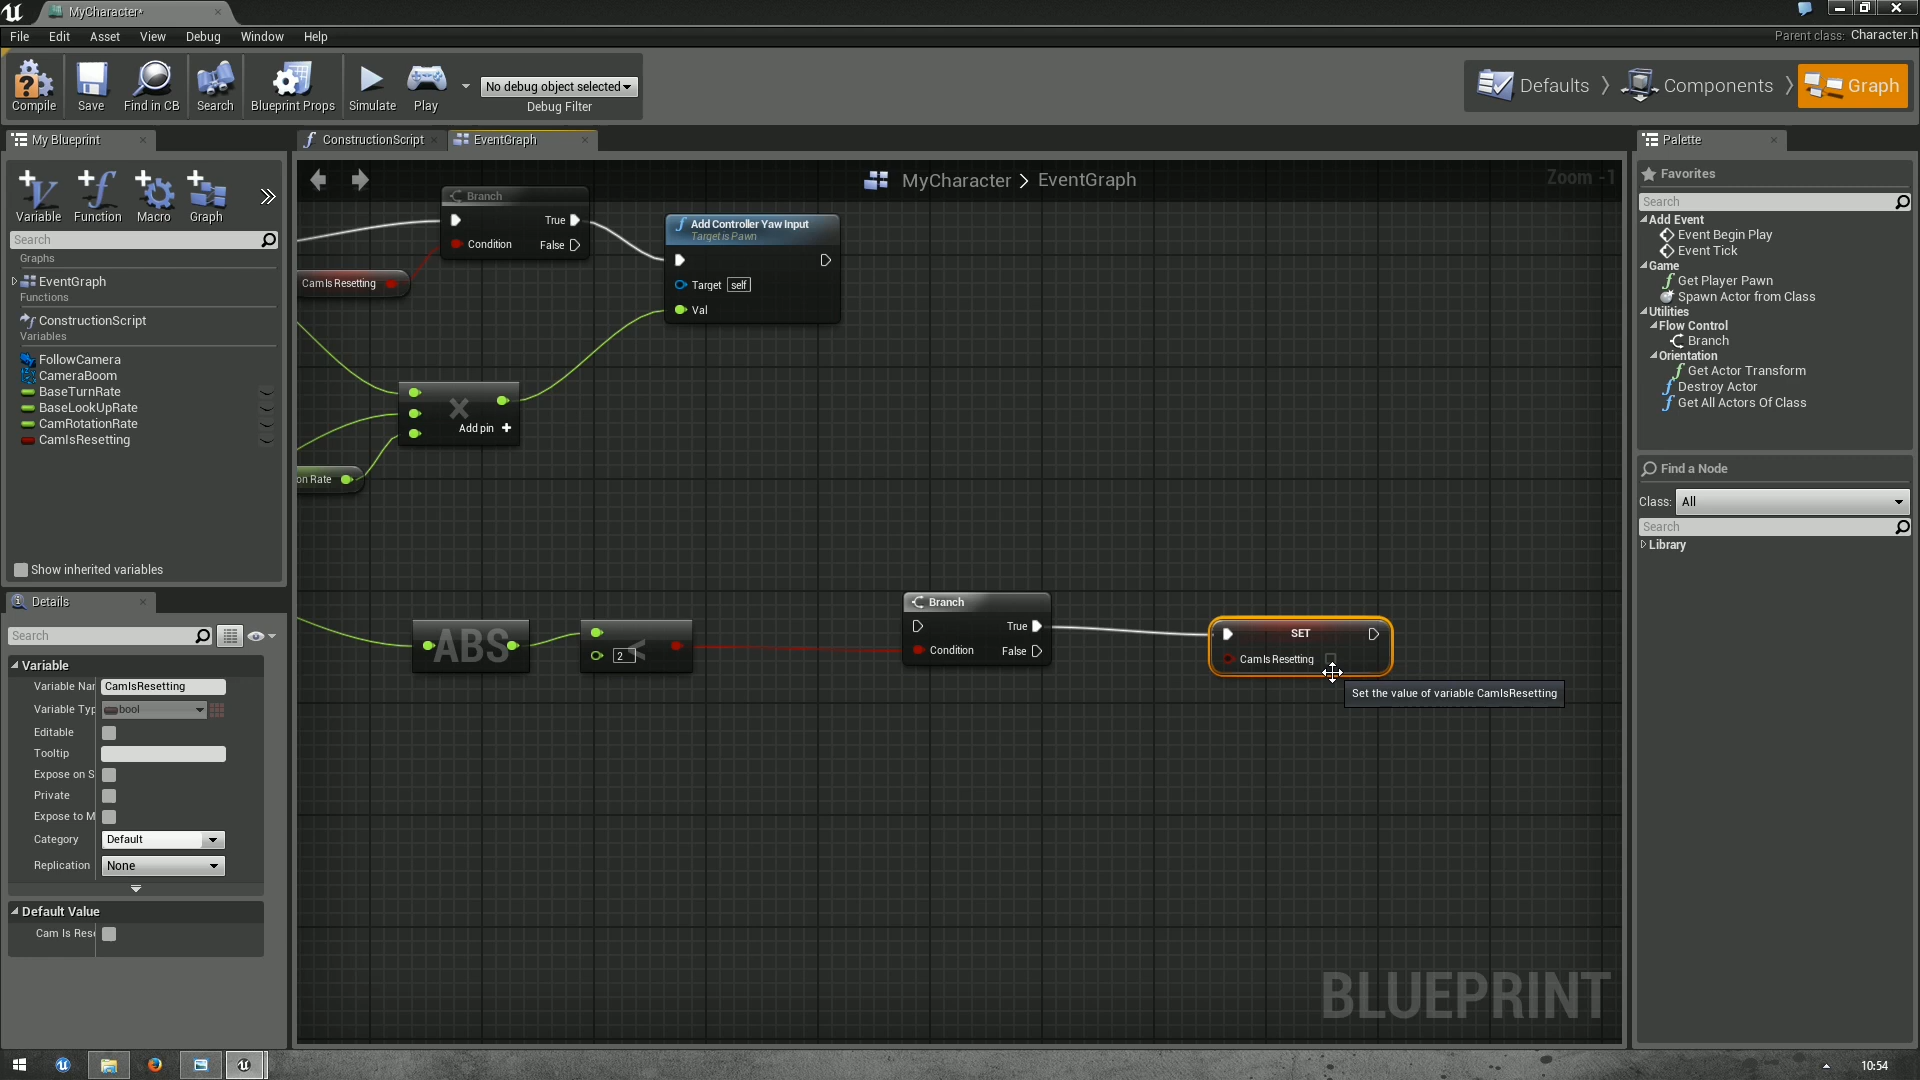 MyCharacter*
File Edit Asset View Debug Window Help
Parent class: Character.h
Compile Save Find in CB Search Blueprint Props Simulate Play
No debug object selected
Debug Filter
Defaults Components Graph
My Blueprint
ConstructionScript EventGraph
Palette
Variable Function Macro Graph
Search
Graphs
EventGraph
Functions
ConstructionScript
Variables
FollowCamera
CameraBoom
BaseTurnRate
BaseLookUpRate
CamRotationRate
CamIsResetting
Show inherited variables
Details
Search
Variable
Variable Nar CamIsResetting
Variable Typ bool
Editable
Tooltip
Expose on S
Private
Expose to M
Category Default
Replication None
Default Value
Cam Is Rese
MyCharacter > EventGraph
Zoom -1
Branch
True
Condition False
Cam Is Resetting
Add Controller Yaw Input
Target is Pawn
Target self
Val
Add pin +
on Rate
ABS
2 <
Branch
True
Condition False
SET
Cam Is Resetting
Set the value of variable CamIsResetting
BLUEPRINT
Favorites
Search
Add Event
Event Begin Play
Event Tick
Game
Get Player Pawn
Spawn Actor from Class
Utilities
Flow Control
Branch
Orientation
Get Actor Transform
Destroy Actor
Get All Actors Of Class
Find a Node
Class: All
Search
Library
10:54